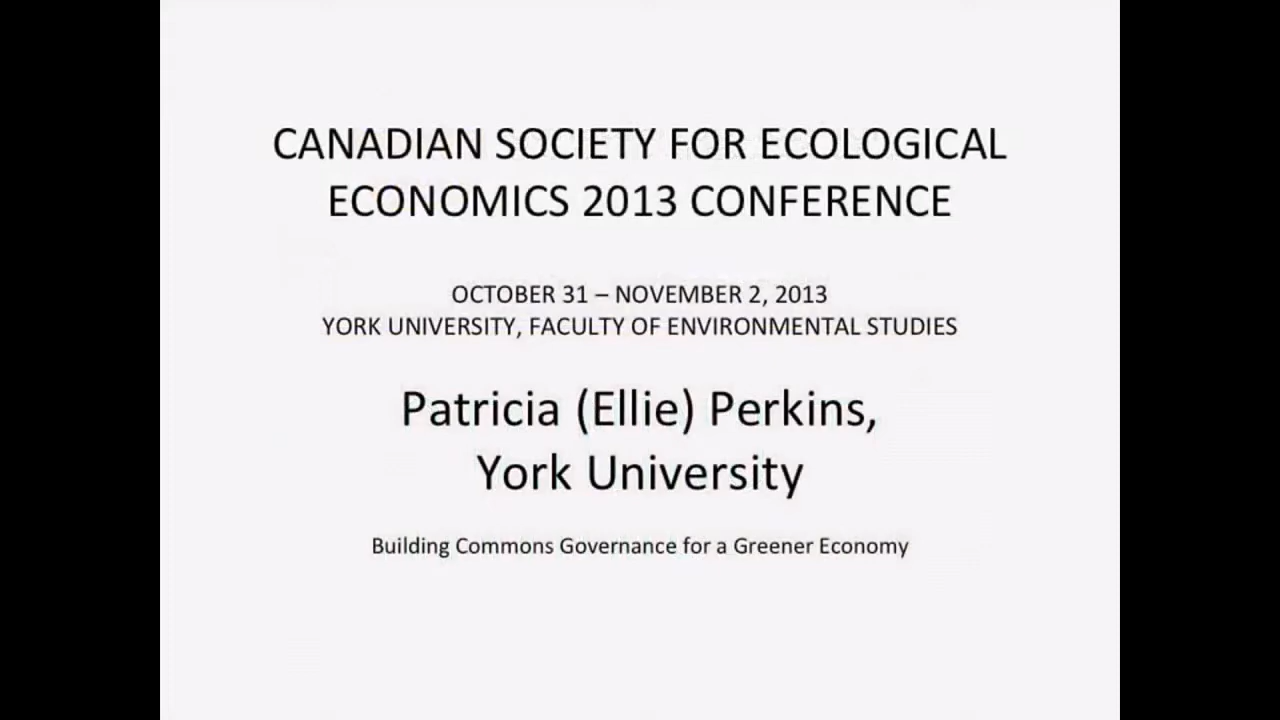 CANADIAN SOCIETY FOR ECOLOGICAL
ECONOMICS 2013 CONFERENCE
OCTOBER 31 – NOVEMBER 2, 2013
YORK UNIVERSITY, FACULTY OF ENVIRONMENTAL STUDIES
Patricia (Ellie) Perkins,
York University
Building Commons Governance for a Greener Economy